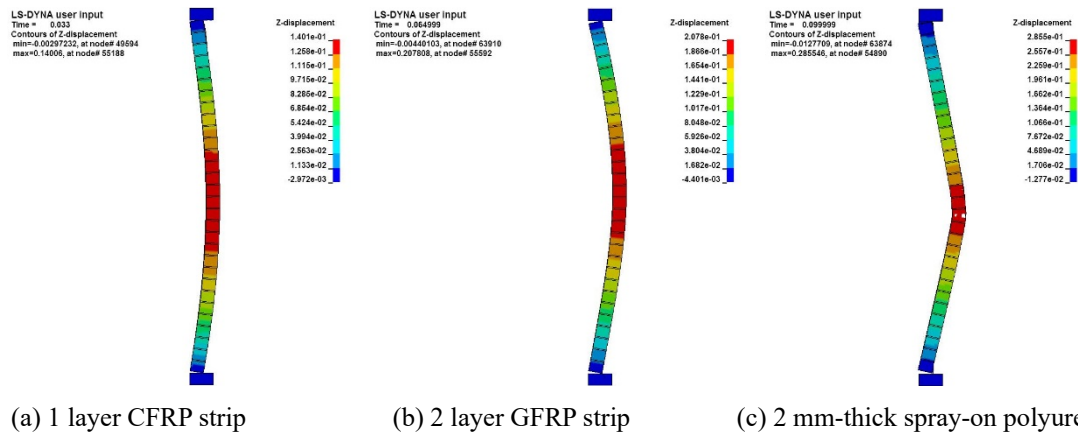 LS-DYNA user input
Time = 0.033
Contours of Z-displacement
min=-0.00297232, at node# 49594
max=0.14006, at node# 55188
Z-displacement
1.401e-01
1.258e-01
1.115e-01
9.715e-02
8.285e-02
6.854e-02
5.424e-02
3.994e-02
2.563e-02
1.133e-02
-2.972e-03
LS-DYNA user input
Time = 0.064999
Contours of Z-displacement
min=-0.00440103, at node# 63910
max=0.207808, at node# 55592
Z-displacement
2.078e-01
1.866e-01
1.654e-01
1.441e-01
1.229e-01
1.017e-01
8.048e-02
5.926e-02
3.804e-02
1.682e-02
-4.401e-03
LS-DYNA user input
Time = 0.099999
Contours of Z-displacement
min=-0.0127709, at node# 63874
max=0.285546, at node# 54890
Z-displacement
2.855e-01
2.557e-01
2.259e-01
1.961e-01
1.662e-01
1.364e-01
1.066e-01
7.672e-02
4.689e-02
1.706e-02
-1.277e-02
(a) 1 layer CFRP strip
(b) 2 layer GFRP strip
(c) 2 mm-thick spray-on polyure